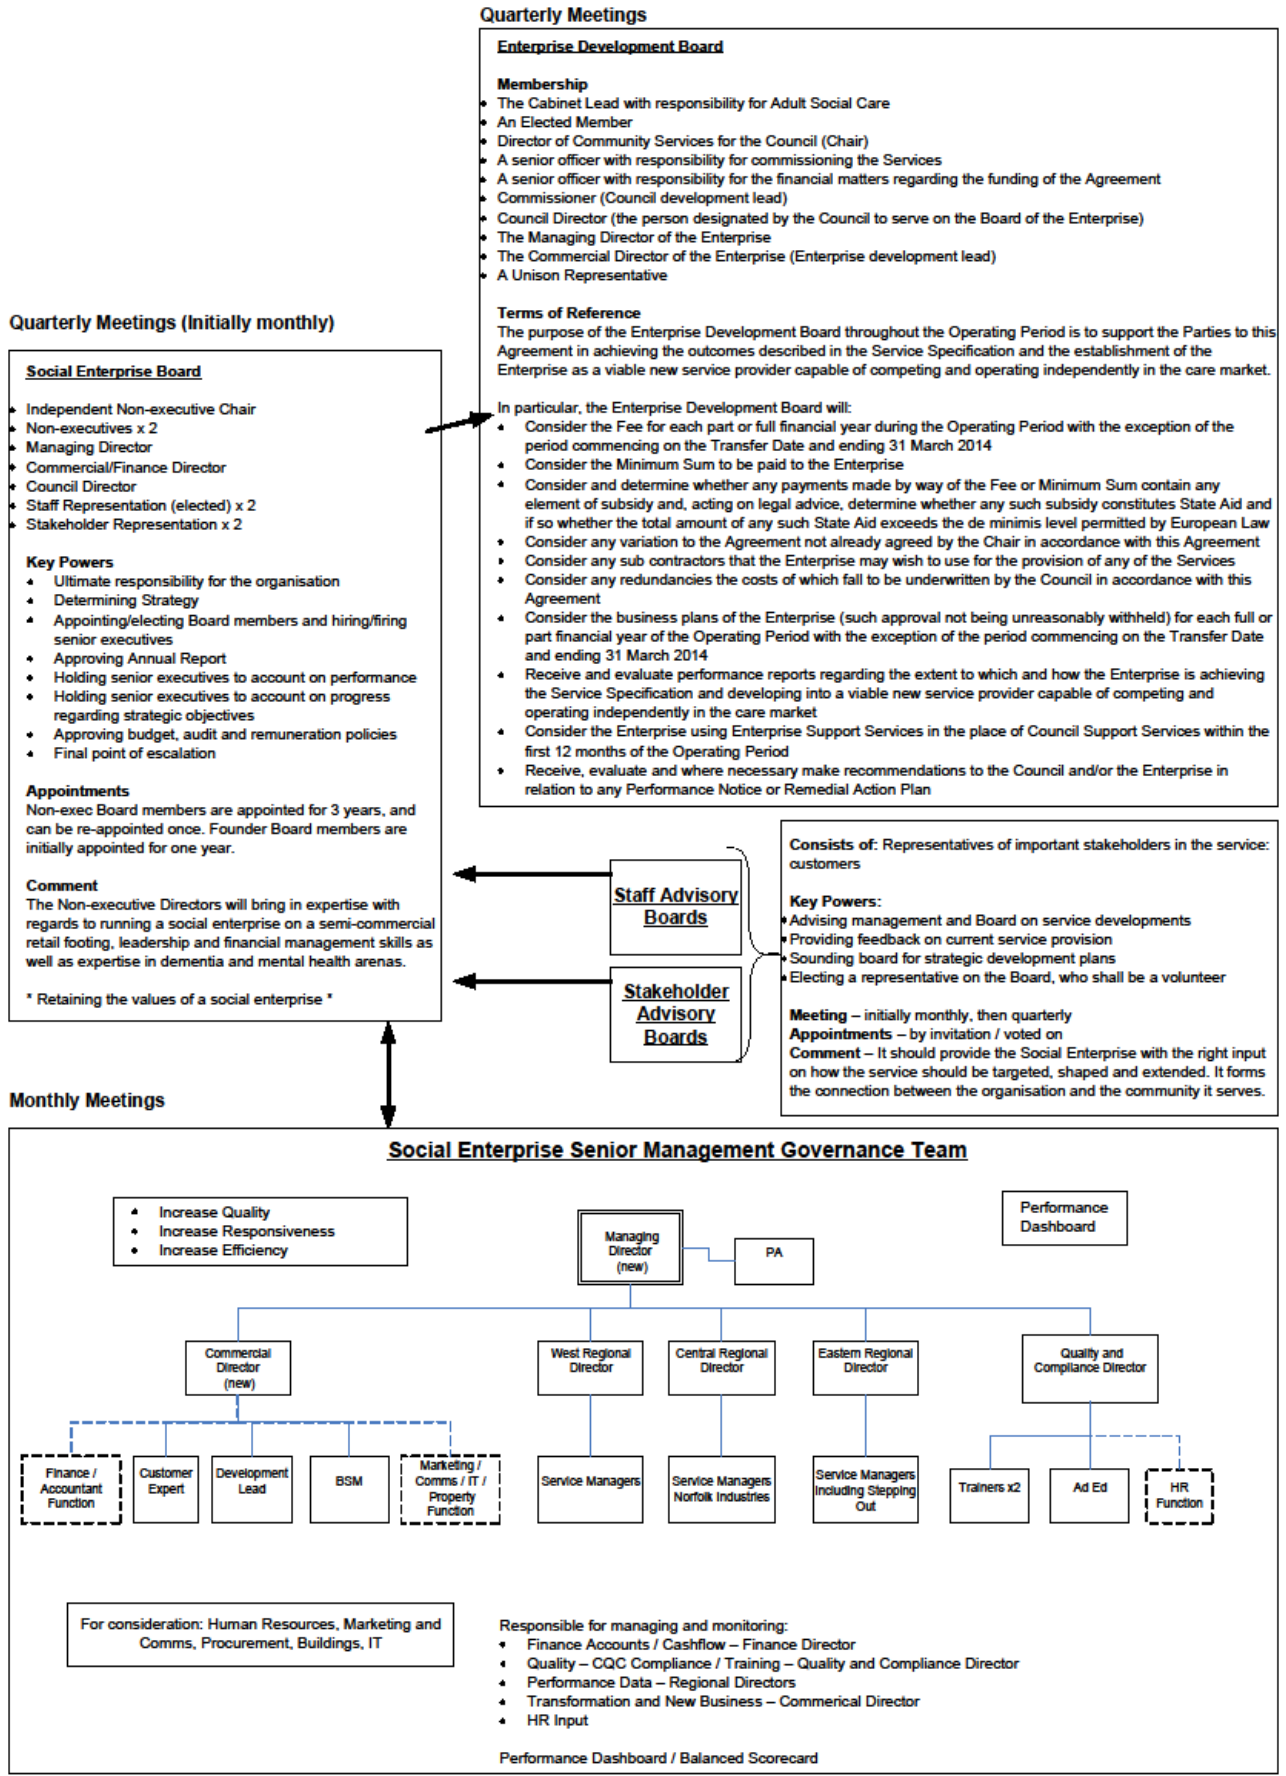 Quarterly Meetings
Enterprise Development Board
Membership
The Cabinet Lead with responsibility for Adult Social Care
An Elected Member
Director of Community Services for the Council (Chair)
A senior officer with responsibility for commissioning the Services
A senior officer with responsibility for the financial matters regarding the funding of the Agreement
Commissioner (Council development lead)
Council Director (the person designated by the Council to serve on the Board of the Enterprise)
The Managing Director of the Enterprise
The Commercial Director of the Enterprise (Enterprise development lead)
A Unison Representative
Terms of Reference
The purpose of the Enterprise Development Board throughout the Operating Period is to support the Parties to this
Agreement in achieving the outcomes described in the Service Specification and the establishment of the
Enterprise as a viable new service provider capable of competing and operating independently in the care market.
In particular, the Enterprise Development Board will:
Consider the Fee for each part or full financial year during the Operating Period with the exception of the
period commencing on the Transfer Date and ending 31 March 2014
Consider the Minimum Sum to be paid to the Enterprise
Consider and determine whether any payments made by way of the Fee or Minimum Sum contain any
element of subsidy and, acting on legal advice, determine whether any such subsidy constitutes State Aid and
if so whether the total amount of any such State Aid exceeds the de minimis level permitted by European Law
Consider any variation to the Agreement not already agreed by the Chair in accordance with this Agreement
Consider any sub contractors that the Enterprise may wish to use for the provision of any of the Services
Consider any redundancies the costs of which fall to be underwritten by the Council in accordance with this
Agreement
Consider the business plans of the Enterprise (such approval not being unreasonably withheld) for each full or
part financial year of the Operating Period with the exception of the period commencing on the Transfer Date
and ending 31 March 2014
Receive and evaluate performance reports regarding the extent to which and how the Enterprise is achieving
the Service Specification and developing into a viable new service provider capable of competing and
operating independently in the care market
Consider the Enterprise using Enterprise Support Services in the place of Council Support Services within the
first 12 months of the Operating Period
Receive, evaluate and where necessary make recommendations to the Council and/or the Enterprise in
relation to any Performance Notice or Remedial Action Plan
Quarterly Meetings (Initially monthly)
Social Enterprise Board
Independent Non-executive Chair
Non-executives x 2
Managing Director
Commercial/Finance Director
Council Director
Staff Representation (elected) x 2
Stakeholder Representation x 2
Key Powers
Ultimate responsibility for the organisation
Determining Strategy
Appointing/electing Board members and hiring/firing
senior executives
Approving Annual Report
Holding senior executives to account on performance
Holding senior executives to account on progress
regarding strategic objectives
Approving budget, audit and remuneration policies
Final point of escalation
Appointments
Non-exec Board members are appointed for 3 years, and
can be re-appointed once. Founder Board members are
initially appointed for one year.
Comment
The Non-executive Directors will bring in expertise with
regards to running a social enterprise on a semi-commercial
retail footing, leadership and financial management skills as
well as expertise in dementia and mental health arenas.
* Retaining the values of a social enterprise *
Staff Advisory
Boards
Stakeholder
Advisory
Boards
Consists of: Representatives of important stakeholders in the service:
customers
Key Powers:
Advising management and Board on service developments
Providing feedback on current service provision
Sounding board for strategic development plans
Electing a representative on the Board, who shall be a volunteer
Meeting – initially monthly, then quarterly
Appointments – by invitation / voted on
Comment – It should provide the Social Enterprise with the right input
on how the service should be targeted, shaped and extended. It forms
the connection between the organisation and the community it serves.
Monthly Meetings
Social Enterprise Senior Management Governance Team
Increase Quality
Increase Responsiveness
Increase Efficiency
Managing
Director
(new)
PA
Performance
Dashboard
Commercial
Director
(new)
West Regional
Director
Central Regional
Director
Eastern Regional
Director
Quality and
Compliance Director
Finance /
Accountant
Function
Customer
Expert
Development
Lead
BSM
Marketing /
Comms / IT /
Property
Function
Service Managers
Service Managers
Norfolk Industries
Service Managers
Including Stepping
Out
Trainers x2
Ad Ed
HR
Function
For consideration: Human Resources, Marketing and
Comms, Procurement, Buildings, IT
Responsible for managing and monitoring:
Finance Accounts / Cashflow – Finance Director
Quality – CQC Compliance / Training – Quality and Compliance Director
Performance Data – Regional Directors
Transformation and New Business – Commerical Director
HR Input
Performance Dashboard / Balanced Scorecard